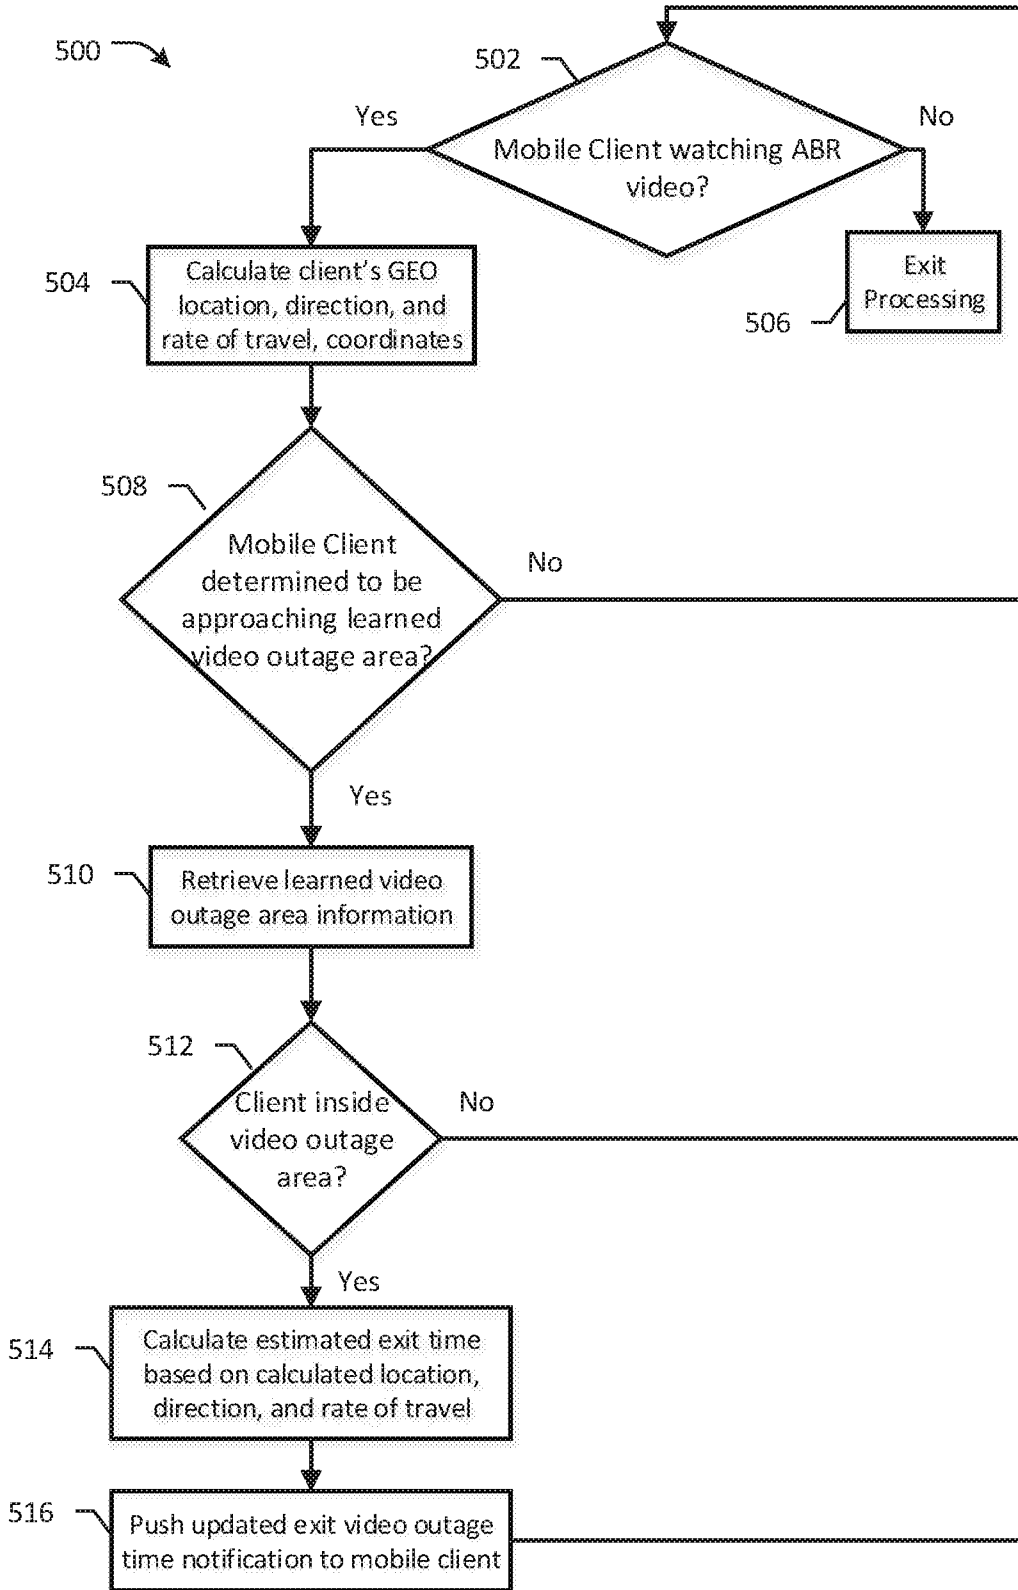 500
502
Yes
No
Mobile Client watching ABR
video?
504
Calculate client's GEO
location, direction, and
rate of travel, coordinates
Exit
Processing
506
508
Mobile Client
determined to be
approaching learned
video outage area?
No
Yes
510
Retrieve learned video
outage area information
512
Client inside
video outage
area?
No
Yes
514
Calculate estimated exit time
based on calculated location,
direction, and rate of travel
516
Push updated exit video outage
time notification to mobile client